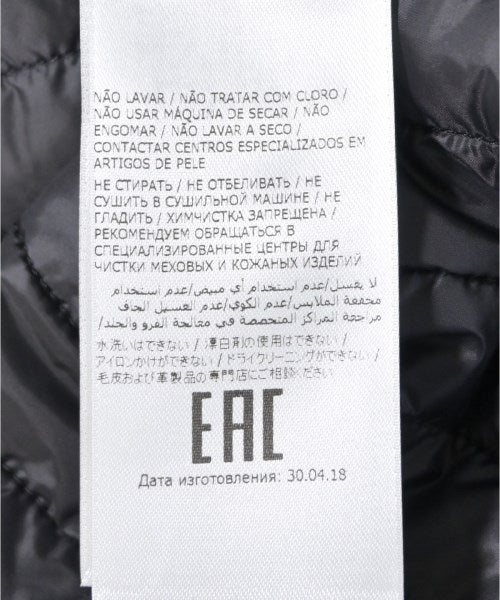 NÃO LAVAR / NÃO TRATAR COM CLORO /
NÃO USAR MÁQUINA DE SECAR / NÃO
ENGOMAR / NÃO LAVAR A SECO /
CONTACTAR CENTROS ESPECIALIZADOS EM
ARTIGOS DE PELE
НЕ СТИРАТЬ / НЕ ОТБЕЛИВАТЬ / НЕ
СУШИТЬ В СУШИЛЬНОЙ МАШИНЕ / НЕ
ГЛАДИТЬ / ХИМЧИСТКА ЗАПРЕЩЕНА /
РЕКОМЕНДУЕМ ОБРАЩАТЬСЯ В
СПЕЦИАЛИЗИРОВАННЫЕ ЦЕНТРЫ ДЛЯ
ЧИСТКИ МЕХОВЫХ И КОЖАНЫХ ИЗДЕЛИЙ
لا يغسل/عدم استخدام أي مبيض/عدم استخدام
مجففة الملابس/عدم الكوي/عدم الغسيل الجاف
مراجعة المراكز المتخصصة في معالجة الفرو والجلد/
水洗いはできない / 漂白剤の使用はできない /
アイロンかけができない / ドライクリーニングができない /
毛皮および革製品の専門店にご相談ください
EAC
Дата изготовления: 30.04.18